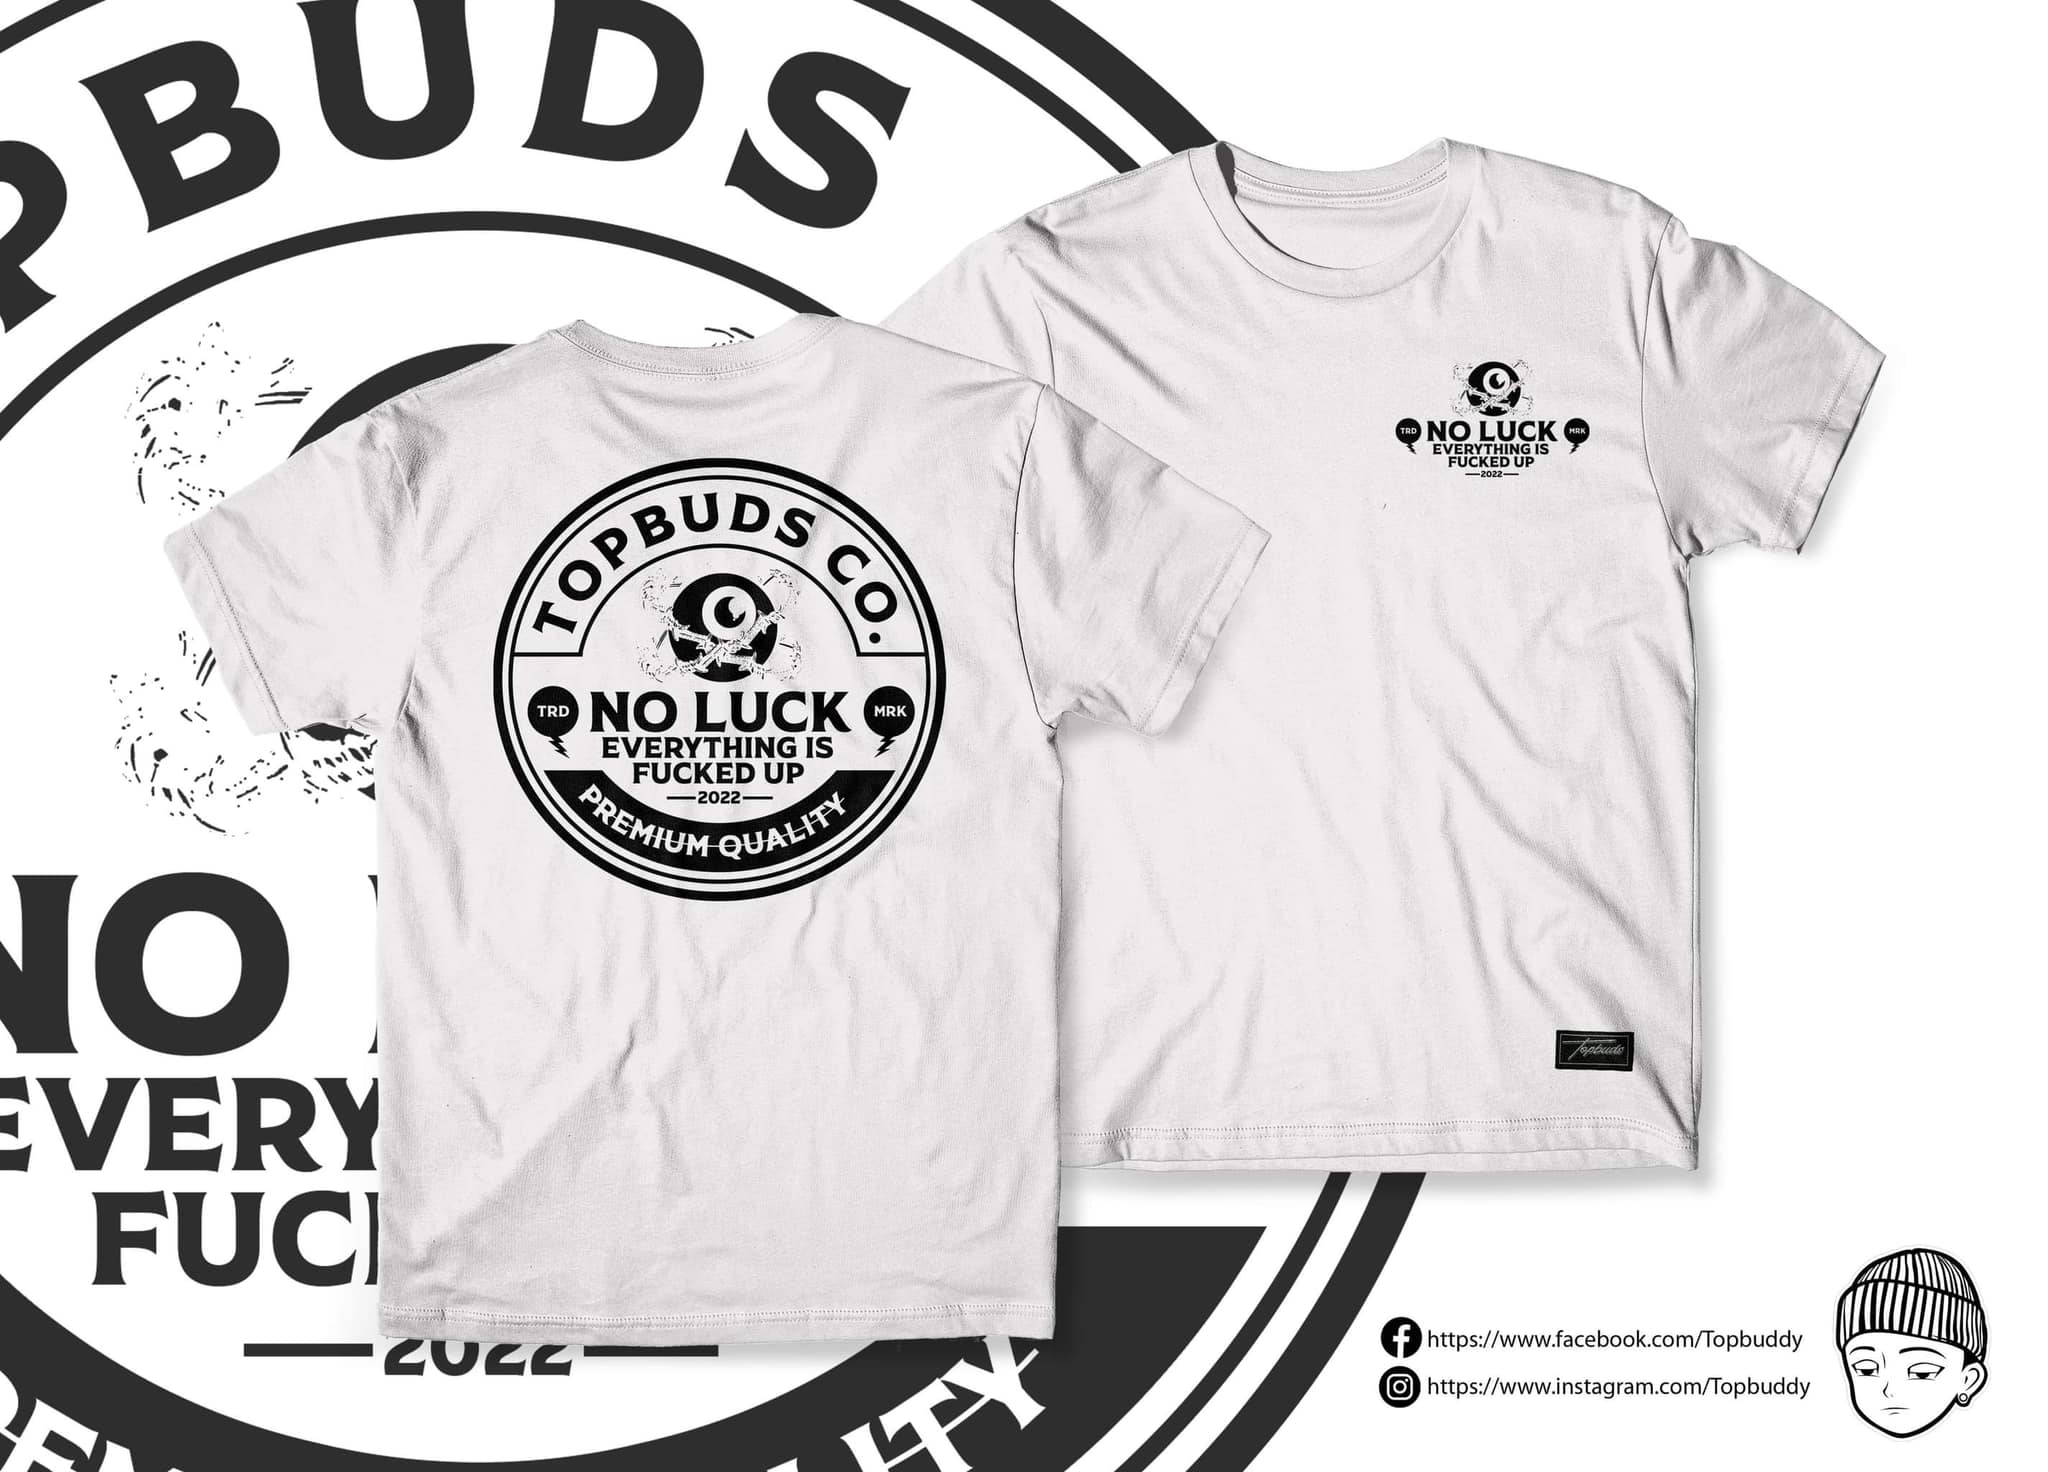 PBUDS
TOPBUDS CO.
TRD
NO LUCK
MRK
EVERYTHING IS
FUCKED UP
2022
PREMIUM QUALITY
TRD
NO LUCK
MRK
EVERYTHING IS
FUCKED UP
2022
NO
EVERY
FUC
2022
LITY
Topbuds
https://www.facebook.com/Topbuddy
https://www.instagram.com/Topbuddy